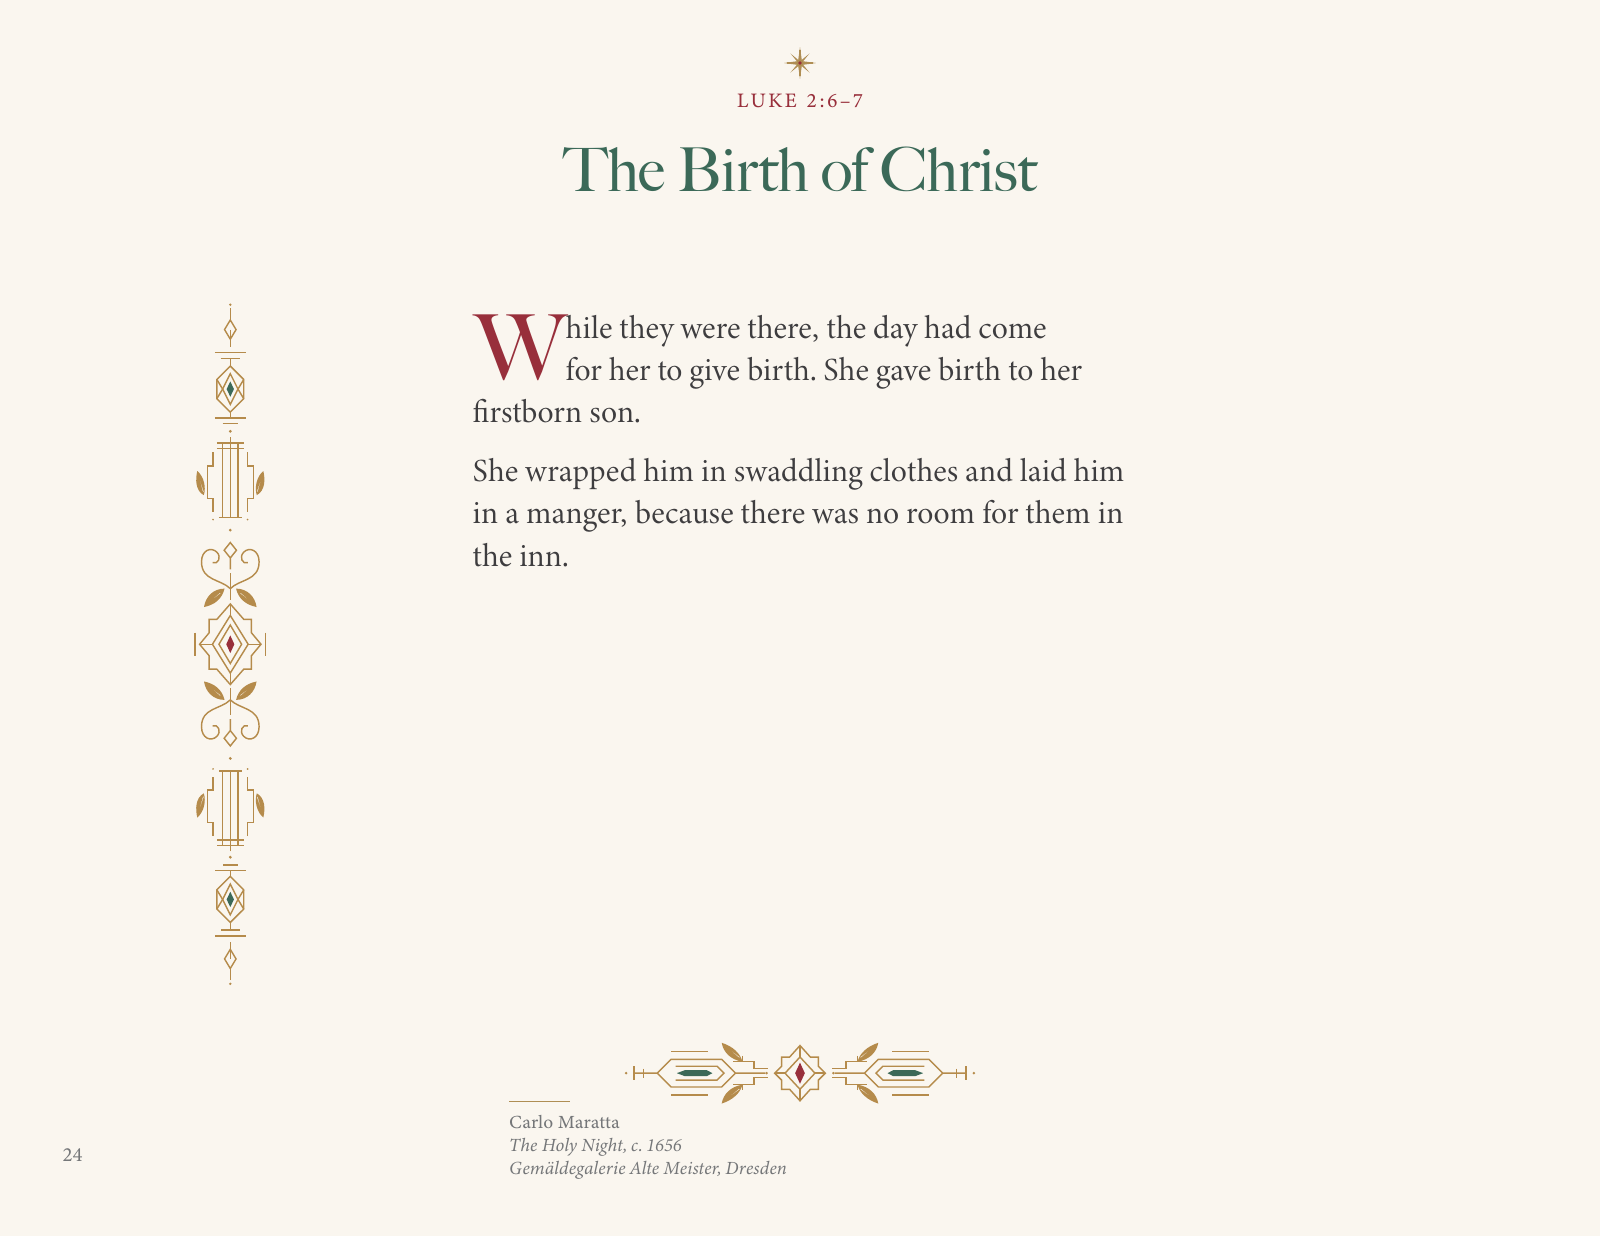 LUKE 2:6–7
The Birth of Christ
While they were there, the day had come
for her to give birth. She gave birth to her
firstborn son.
She wrapped him in swaddling clothes and laid him
in a manger, because there was no room for them in
the inn.
Carlo Maratta
The Holy Night, c. 1656
Gemäldegalerie Alte Meister, Dresden
24